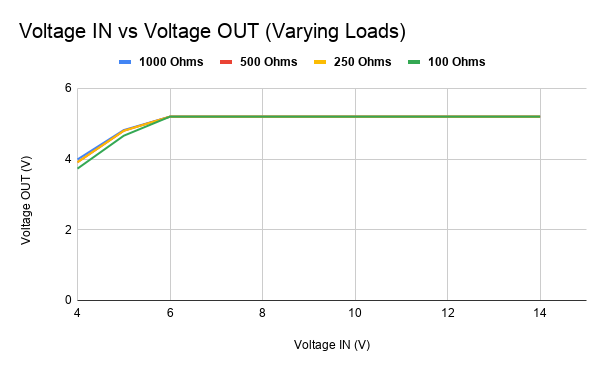 Voltage IN vs Voltage OUT (Varying Loads)
1000 Ohms 500 Ohms 250 Ohms 100 Ohms
6
4
2
0
Voltage OUT (V)
4 6 8 10 12 14
Voltage IN (V)